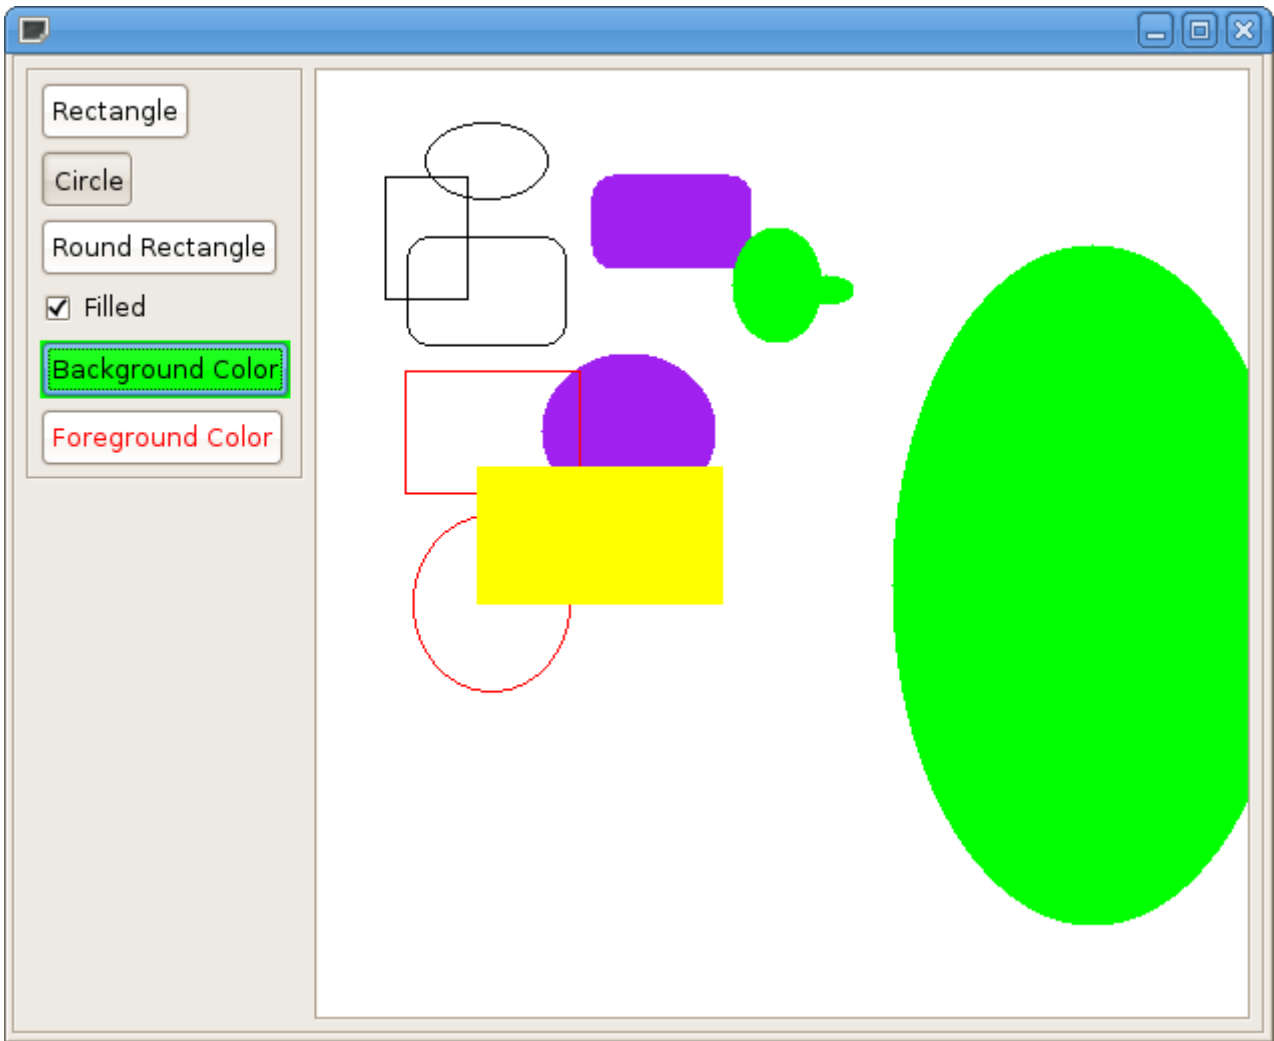 Rectangle
Circle
Round Rectangle
Filled
Background Color
Foreground Color